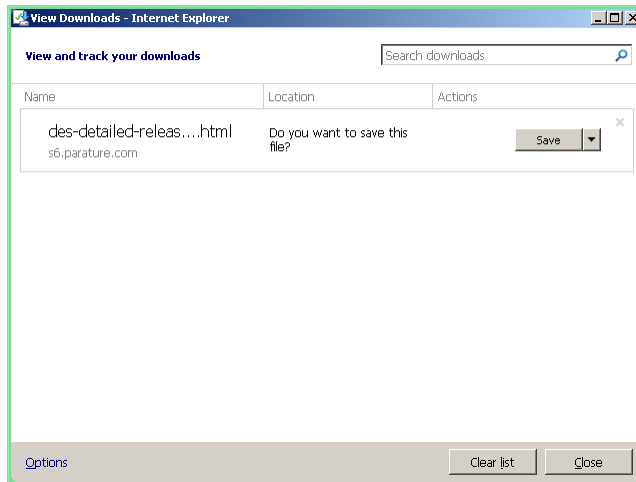 View Downloads - Internet Explorer
View and track your downloads
Search downloads
Name Location Actions
des-detailed-releas....html
s6.parature.com
Do you want to save this
file?
Save
Options
Clear list
Close